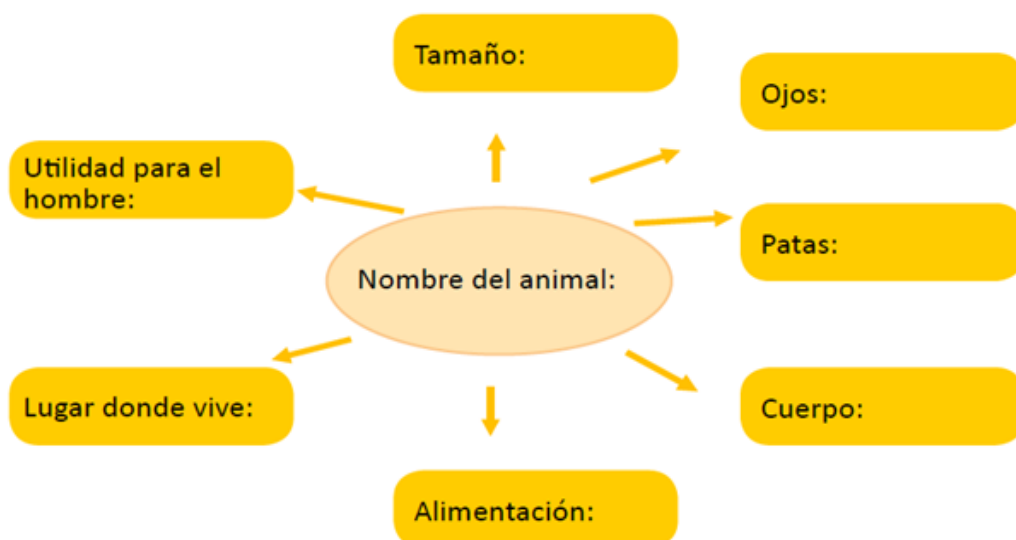 Tamaño:
Ojos:
Utilidad para el
hombre:
Patas:
Nombre del animal:
Lugar donde vive:
Cuerpo:
Alimentación: